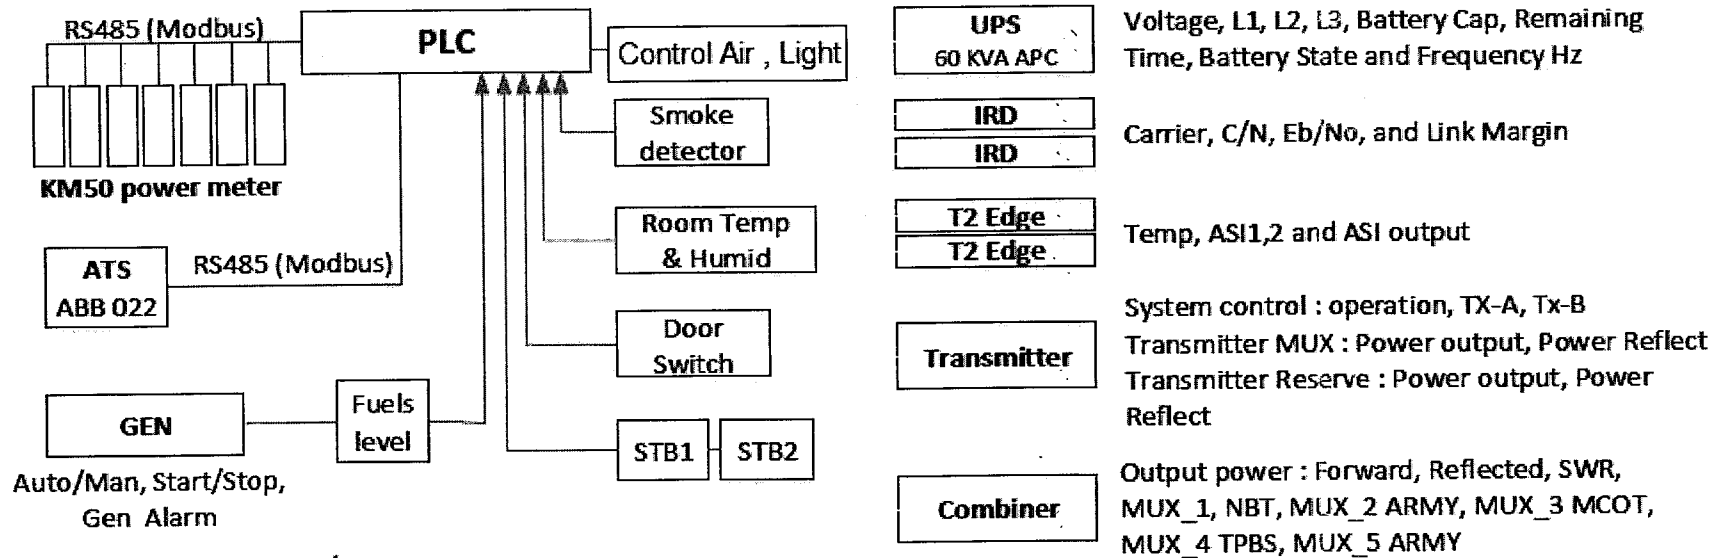 RS485 (Modbus)
PLC
Control Air , Light
KM50 power meter
Smoke
detector
Room Temp
& Humid
ATS
ABB 022
RS485 (Modbus)
Door
Switch
GEN
Fuels
level
STB1
STB2
Auto/Man, Start/Stop,
Gen Alarm
UPS
60 KVA APC
Voltage, L1, L2, L3, Battery Cap, Remaining
Time, Battery State and Frequency Hz
IRD
IRD
Carrier, C/N, Eb/No, and Link Margin
T2 Edge
T2 Edge
Temp, ASI1,2 and ASI output
Transmitter
System control : operation, TX-A, Tx-B
Transmitter MUX : Power output, Power Reflect
Transmitter Reserve : Power output, Power
Reflect
Combiner
Output power : Forward, Reflected, SWR,
MUX_1, NBT, MUX_2 ARMY, MUX_3 MCOT,
MUX_4 TPBS, MUX_5 ARMY